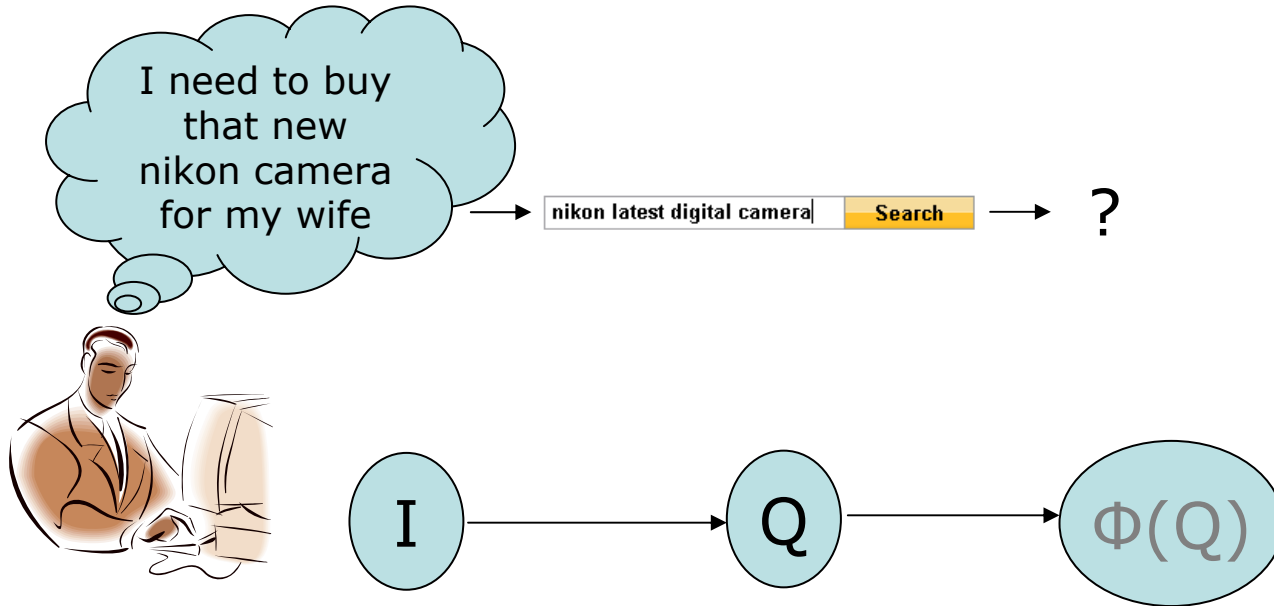 I need to buy
that new
nikon camera
for my wife
nikon latest digital camera Search
?
I
Q
Φ(Q)